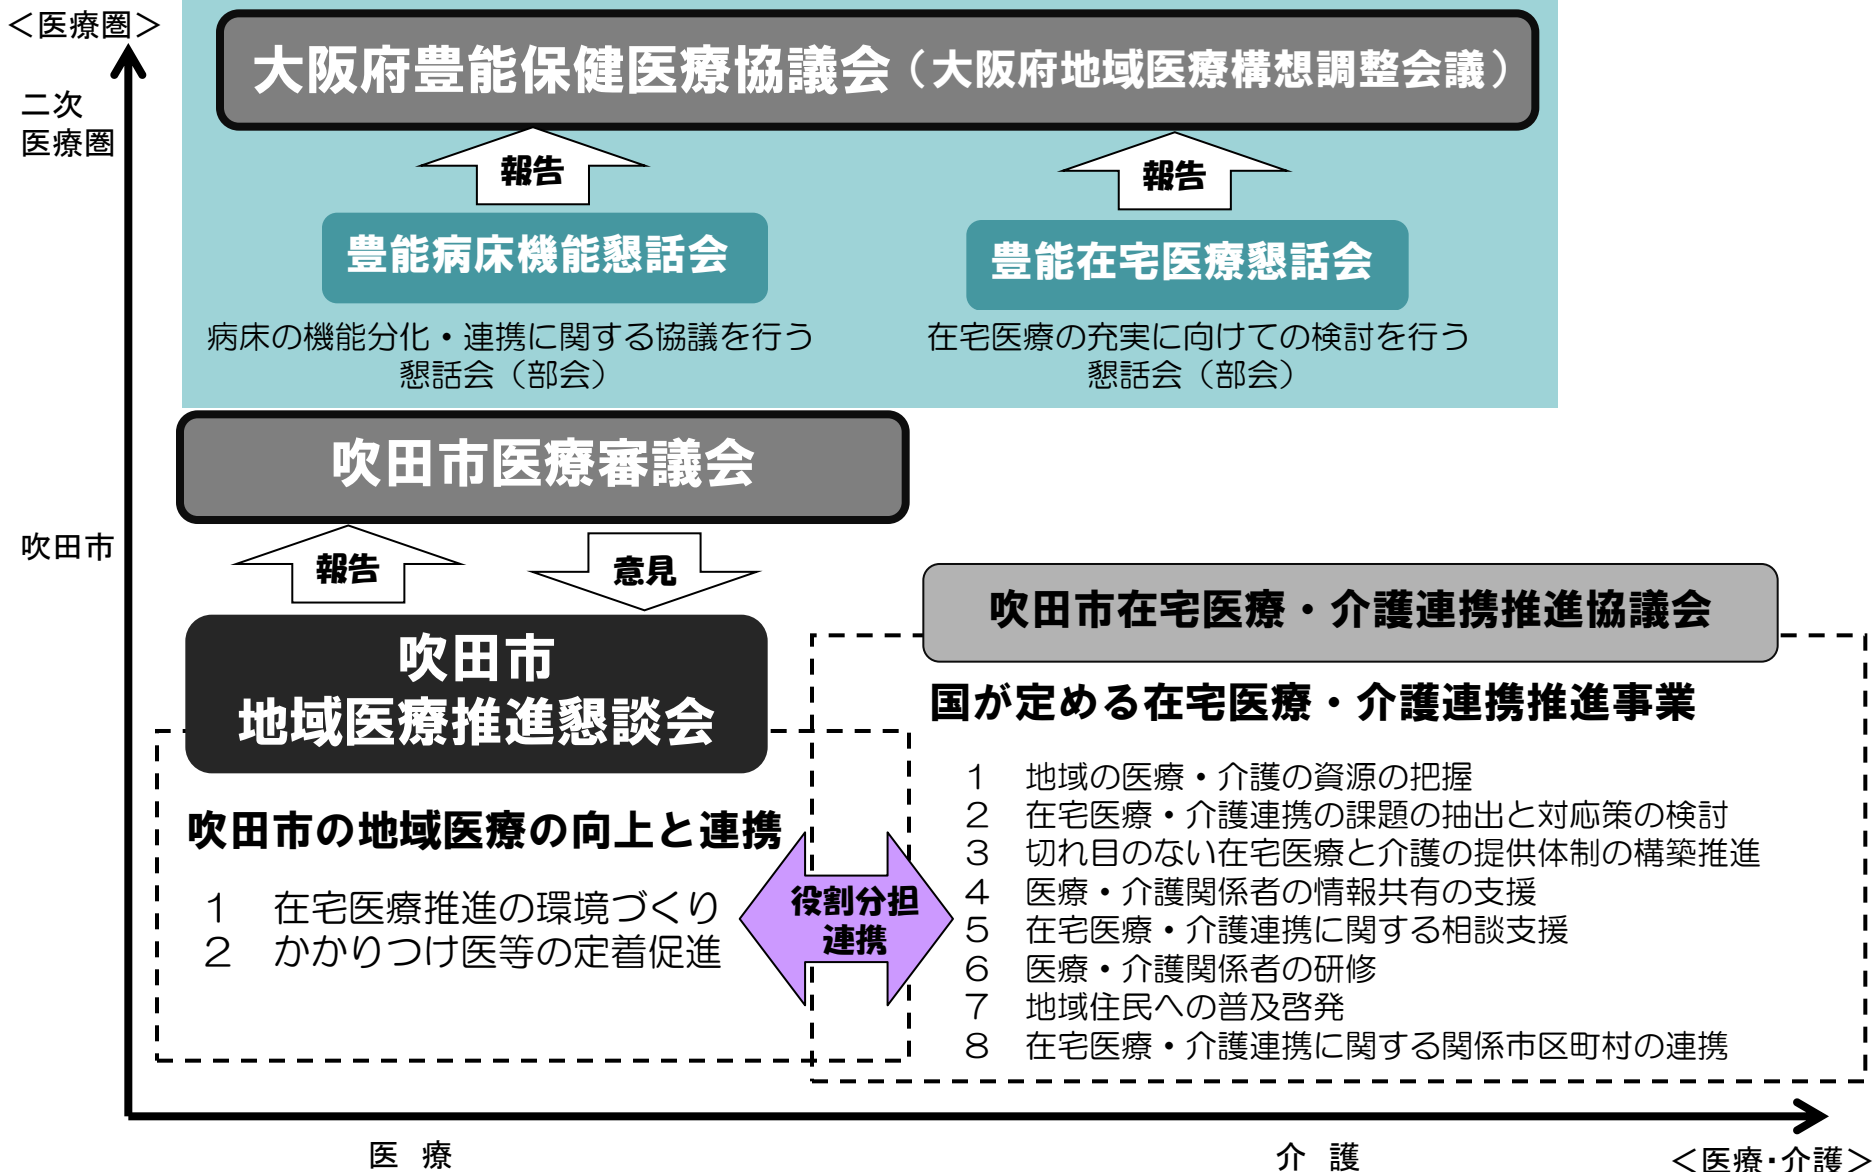 ＜医療圏＞
二次
医療圏
大阪府豊能保健医療協議会（大阪府地域医療構想調整会議）
報告
報告
豊能病床機能懇話会
豊能在宅医療懇話会
病床の機能分化・連携に関する協議を行う
懇話会（部会）
在宅医療の充実に向けての検討を行う
懇話会（部会）
吹田市医療審議会
吹田市
報告
意見
吹田市
地域医療推進懇談会
吹田市の地域医療の向上と連携
１　在宅医療推進の環境づくり
２　かかりつけ医等の定着促進
役割分担
連携
吹田市在宅医療・介護連携推進協議会
国が定める在宅医療・介護連携推進事業
１　地域の医療・介護の資源の把握
２　在宅医療・介護連携の課題の抽出と対応策の検討
３　切れ目のない在宅医療と介護の提供体制の構築推進
４　医療・介護関係者の情報共有の支援
５　在宅医療・介護連携に関する相談支援
６　医療・介護関係者の研修
７　地域住民への普及啓発
８　在宅医療・介護連携に関する関係市区町村の連携
医 療
介 護
＜医療・介護＞